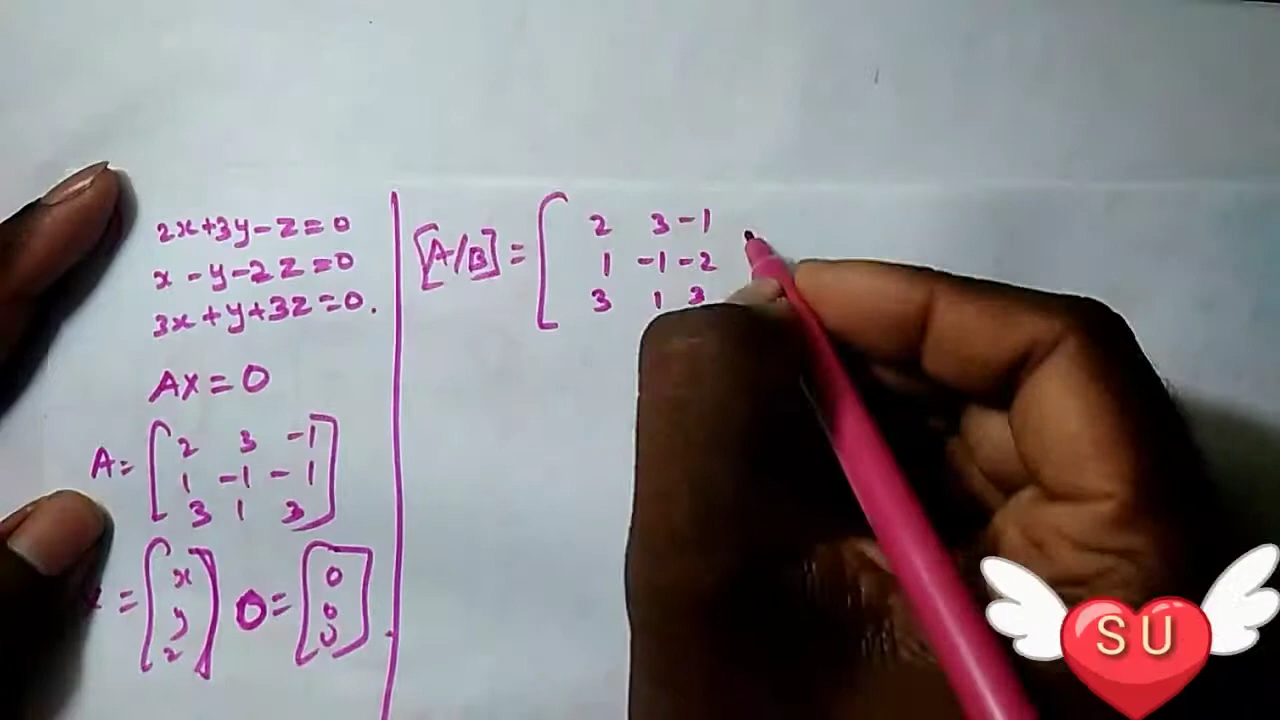 2x+3y-z=0
x-y-2z=0
3x+y+3z=0.
AX=0
A= [2 3 -1
1 -1 -1
3 1 3]
= [x
y
z] 0= [0
0
0]
[A/B] = [2 3 -1
1 -1 -2
3 1 3
SU